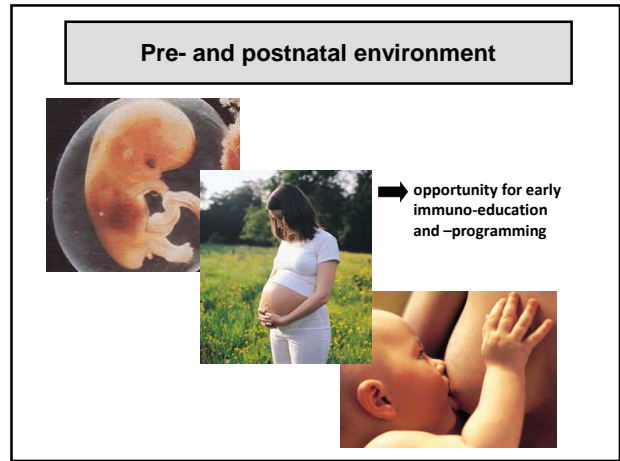 Pre- and postnatal environment
opportunity for early
immuno-education
and –programming